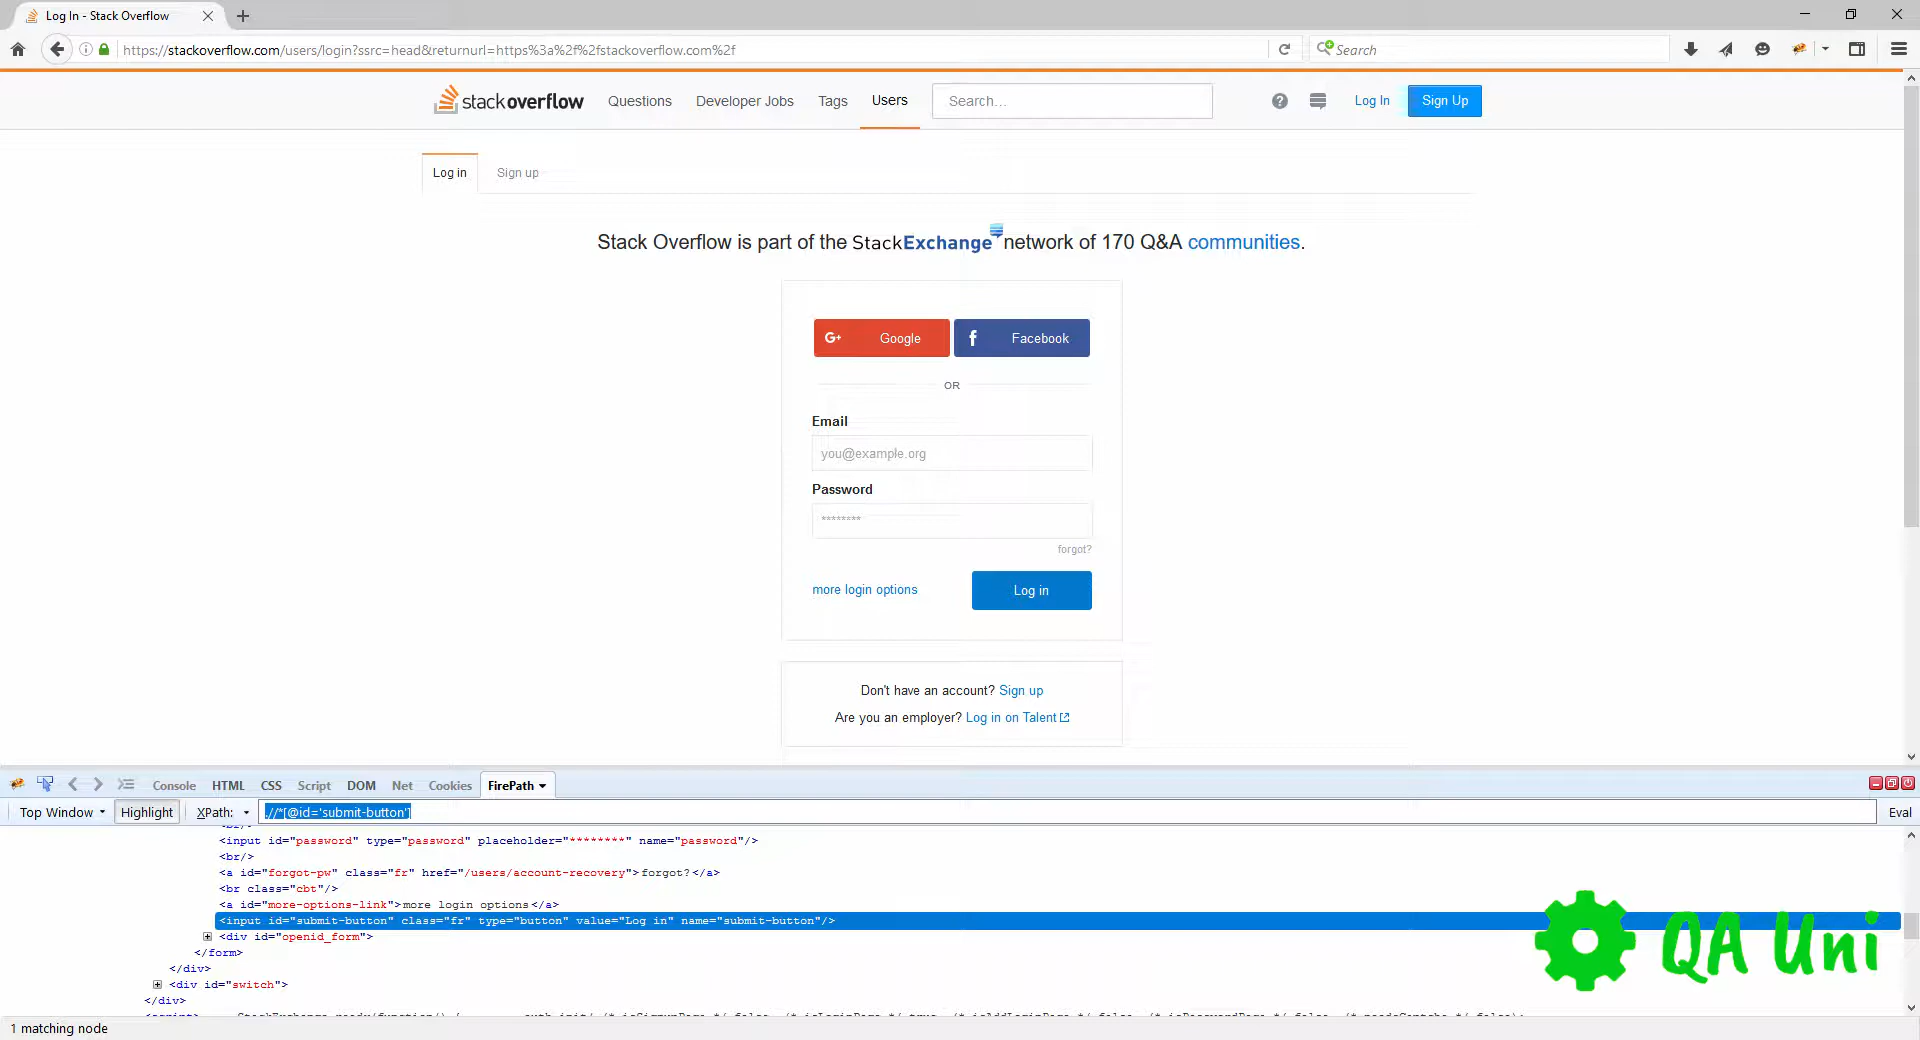 Log In - Stack Overflow
https://stackoverflow.com/users/login?ssrc=head&returnurl=https%3a%2f%2fstackoverflow.com%2f
Search
stackoverflow Questions Developer Jobs Tags Users Search... Log In Sign Up
Log in Sign up
Stack Overflow is part of the StackExchange network of 170 Q&A communities.
G+ Google f Facebook
OR
Email
you@example.org
Password
********
forgot?
more login options Log in
Don't have an account? Sign up
Are you an employer? Log in on Talent
Console HTML CSS Script DOM Net Cookies FirePath
Top Window Highlight XPath: .//*[@id='submit-button'] Eval
<input id="password" type="password" placeholder="********" name="password"/>
<br/>
<a id="forgot-pw" class="fr" href="/users/account-recovery">forgot?</a>
<br class="cbt"/>
<a id="more-options-link">more login options</a>
<input id="submit-button" class="fr" type="button" value="Log in" name="submit-button"/>
<div id="openid_form">
</form>
</div>
<div id="switch">
</div>
QA Uni
1 matching node